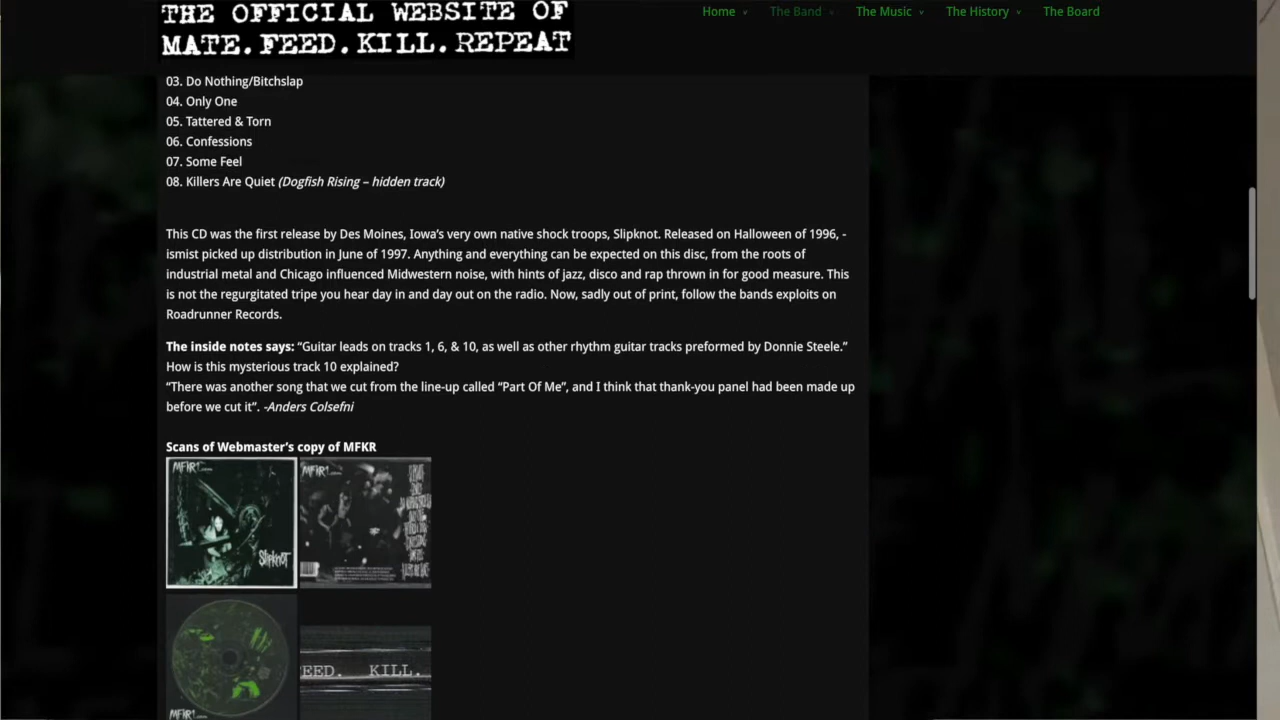 THE OFFICIAL WEBSITE OF
MATE.FEED.KILL.REPEAT
Home The Band The Music The History The Board
03. Do Nothing/Bitchslap
04. Only One
05. Tattered & Torn
06. Confessions
07. Some Feel
08. Killers Are Quiet (Dogfish Rising – hidden track)
This CD was the first release by Des Moines, Iowa’s very own native shock troops, Slipknot. Released on Halloween of 1996, -
ismist picked up distribution in June of 1997. Anything and everything can be expected on this disc, from the roots of
industrial metal and Chicago influenced Midwestern noise, with hints of jazz, disco and rap thrown in for good measure. This
is not the regurgitated tripe you hear day in and day out on the radio. Now, sadly out of print, follow the bands exploits on
Roadrunner Records.
The inside notes says: “Guitar leads on tracks 1, 6, & 10, as well as other rhythm guitar tracks preformed by Donnie Steele.”
How is this mysterious track 10 explained?
“There was another song that we cut from the line-up called “Part Of Me”, and I think that thank-you panel had been made up
before we cut it”. -Anders Colsefni
Scans of Webmaster’s copy of MFKR
MFKR1
MFKR1
SLIPKNOT
EED. KILL.
MFKR1